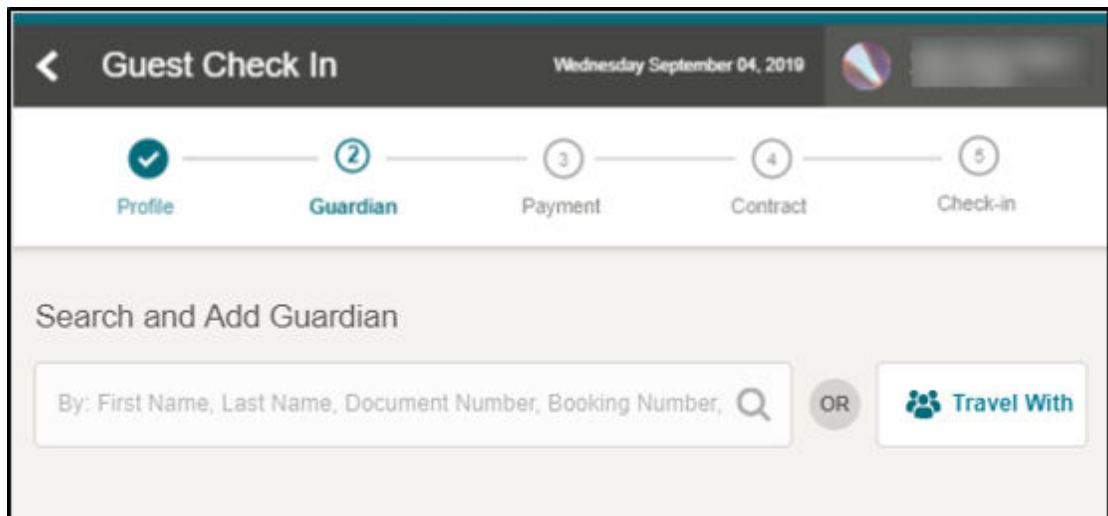 Guest Check In
Wednesday September 04, 2019
2
3
4
5
Profile
Guardian
Payment
Contract
Check-in
Search and Add Guardian
By: First Name, Last Name, Document Number, Booking Number,
OR
Travel With